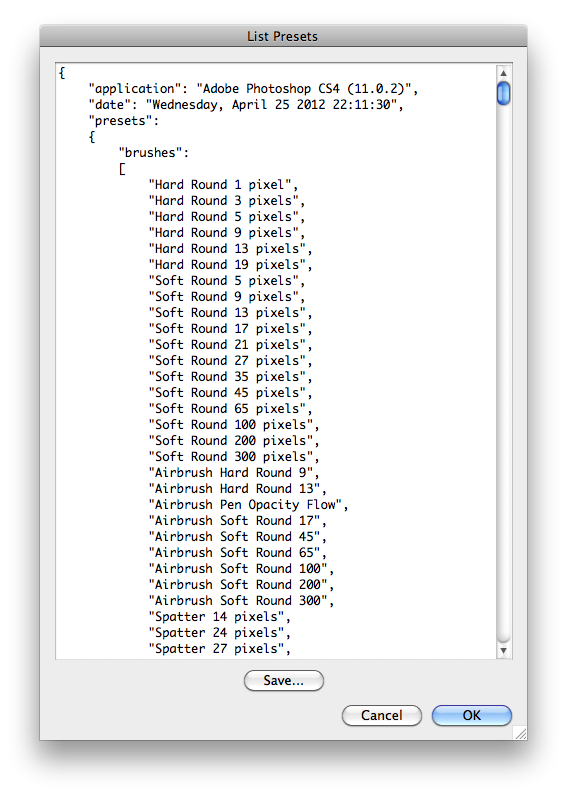 List Presets
{
"application": "Adobe Photoshop CS4 (11.0.2)",
"date": "Wednesday, April 25 2012 22:11:30",
"presets":
{
"brushes":
[
"Hard Round 1 pixel",
"Hard Round 3 pixels",
"Hard Round 5 pixels",
"Hard Round 9 pixels",
"Hard Round 13 pixels",
"Hard Round 19 pixels",
"Soft Round 5 pixels",
"Soft Round 9 pixels",
"Soft Round 13 pixels",
"Soft Round 17 pixels",
"Soft Round 21 pixels",
"Soft Round 27 pixels",
"Soft Round 35 pixels",
"Soft Round 45 pixels",
"Soft Round 65 pixels",
"Soft Round 100 pixels",
"Soft Round 200 pixels",
"Soft Round 300 pixels",
"Airbrush Hard Round 9",
"Airbrush Hard Round 13",
"Airbrush Pen Opacity Flow",
"Airbrush Soft Round 17",
"Airbrush Soft Round 45",
"Airbrush Soft Round 65",
"Airbrush Soft Round 100",
"Airbrush Soft Round 200",
"Airbrush Soft Round 300",
"Spatter 14 pixels",
"Spatter 24 pixels",
"Spatter 27 pixels",
Save...
Cancel
OK